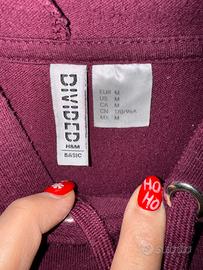 DIVIDED
H&M
BASIC
EUR M
US M
CA M
CN 170/96A
MX M
HO
HO